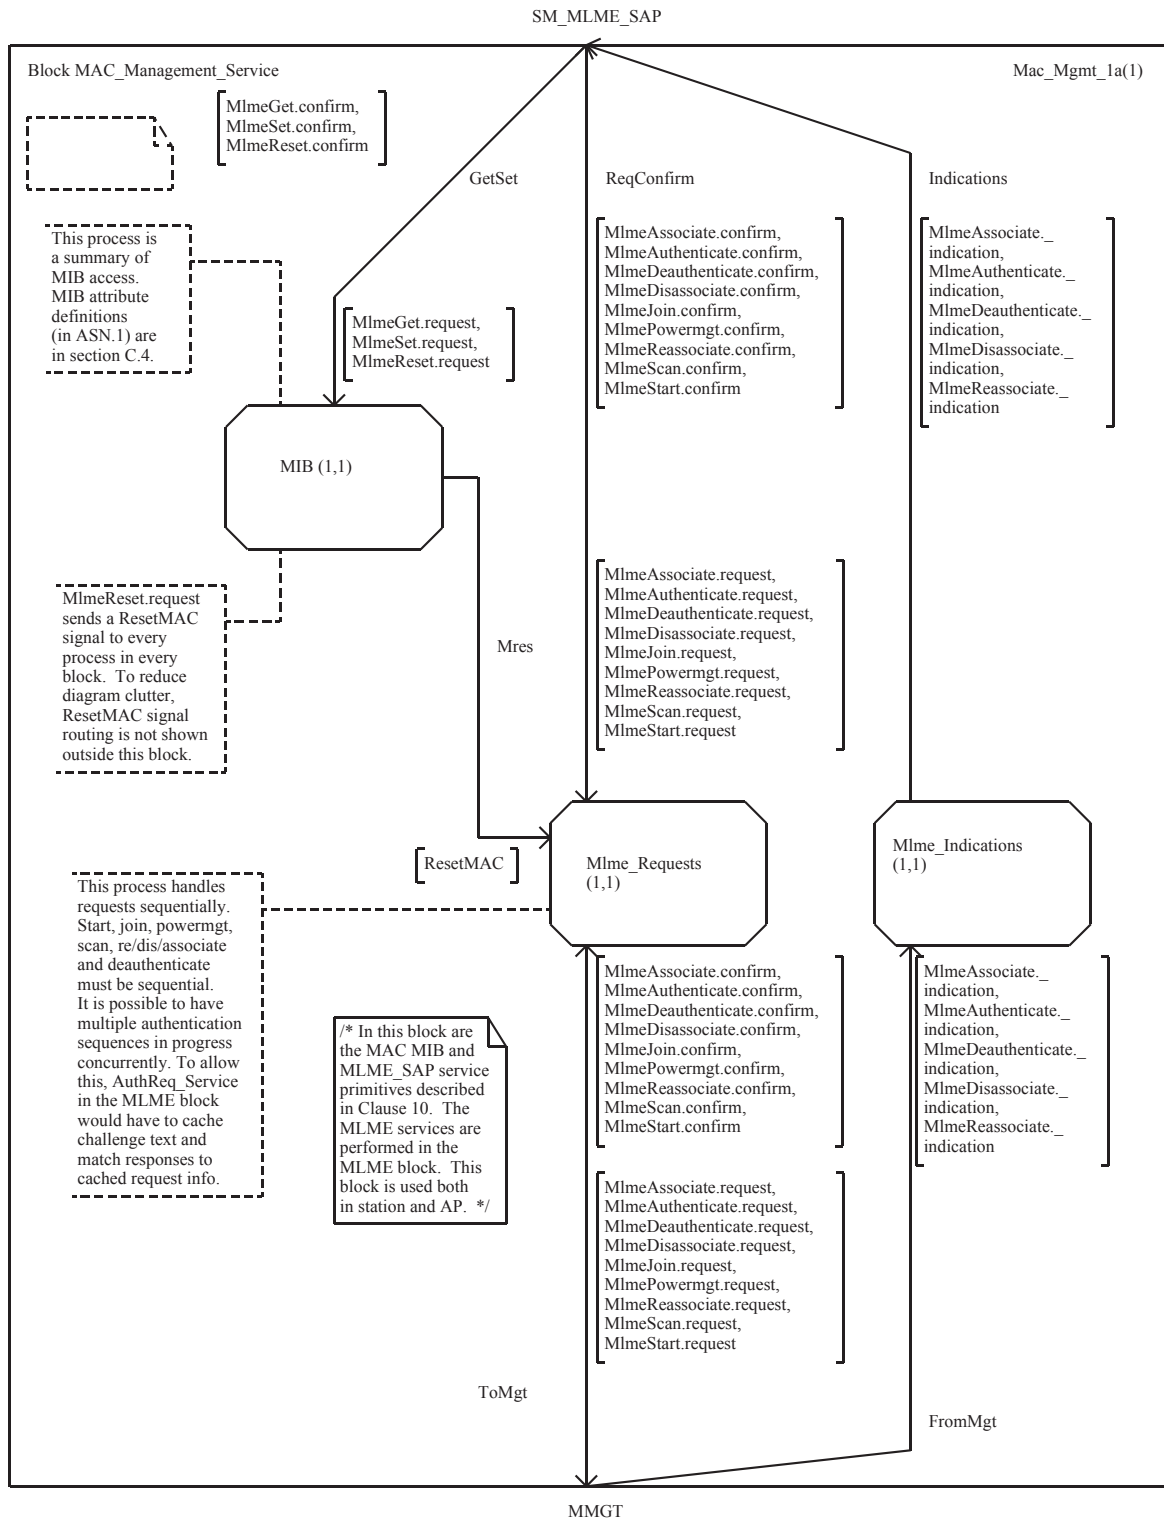 SM_MLME_SAP
Block MAC_Management_Service
Mac_Mgmt_1a(1)
MlmeGet.confirm,
MlmeSet.confirm,
MlmeReset.confirm
GetSet
ReqConfirm
Indications
This process is
a summary of
MIB access.
MIB attribute
definitions
(in ASN.1) are
in section C.4.
MlmeGet.request,
MlmeSet.request,
MlmeReset.request
MlmeAssociate.confirm,
MlmeAuthenticate.confirm,
MlmeDeauthenticate.confirm,
MlmeDisassociate.confirm,
MlmeJoin.confirm,
MlmePowermgt.confirm,
MlmeReassociate.confirm,
MlmeScan.confirm,
MlmeStart.confirm
MlmeAssociate._
indication,
MlmeAuthenticate._
indication,
MlmeDeauthenticate._
indication,
MlmeDisassociate._
indication,
MlmeReassociate._
indication
MIB (1,1)
MlmeReset.request
sends a ResetMAC
signal to every
process in every
block.  To reduce
diagram clutter,
ResetMAC signal
routing is not shown
outside this block.
Mres
MlmeAssociate.request,
MlmeAuthenticate.request,
MlmeDeauthenticate.request,
MlmeDisassociate.request,
MlmeJoin.request,
MlmePowermgt.request,
MlmeReassociate.request,
MlmeScan.request,
MlmeStart.request
ResetMAC
Mlme_Requests
(1,1)
Mlme_Indications
(1,1)
This process handles
requests sequentially.
Start, join, powermgt,
scan, re/dis/associate
and deauthenticate
must be sequential.
It is possible to have
multiple authentication
sequences in progress
concurrently. To allow
this, AuthReq_Service
in the MLME block
would have to cache
challenge text and
match responses to
cached request info.
/* In this block are
the MAC MIB and
MLME_SAP service
primitives described
in Clause 10.  The
MLME services are
performed in the
MLME block.  This
block is used both
in station and AP.  */
MlmeAssociate.confirm,
MlmeAuthenticate.confirm,
MlmeDeauthenticate.confirm,
MlmeDisassociate.confirm,
MlmeJoin.confirm,
MlmePowermgt.confirm,
MlmeReassociate.confirm,
MlmeScan.confirm,
MlmeStart.confirm
MlmeAssociate._
indication,
MlmeAuthenticate._
indication,
MlmeDeauthenticate._
indication,
MlmeDisassociate._
indication,
MlmeReassociate._
indication
MlmeAssociate.request,
MlmeAuthenticate.request,
MlmeDeauthenticate.request,
MlmeDisassociate.request,
MlmeJoin.request,
MlmePowermgt.request,
MlmeReassociate.request,
MlmeScan.request,
MlmeStart.request
ToMgt
FromMgt
MMGT